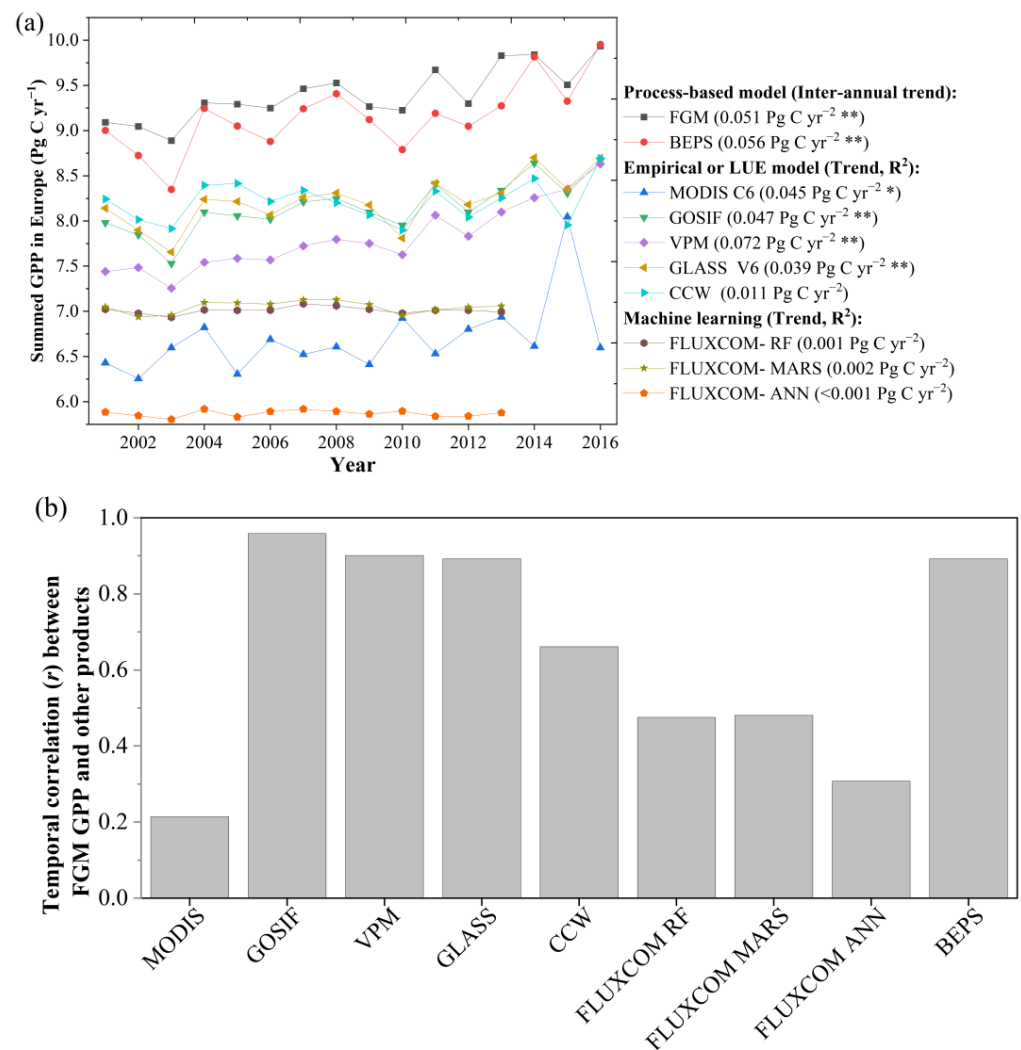 (a)
Summed GPP in Europe (Pg C yr⁻¹)
10.0
9.5
9.0
8.5
8.0
7.5
7.0
6.5
6.0
2002 2004 2006 2008 2010 2012 2014 2016
Year
Process-based model (Inter-annual trend):
FGM (0.051 Pg C yr⁻² **)
BEPS (0.056 Pg C yr⁻² **)
Empirical or LUE model (Trend, R²):
MODIS C6 (0.045 Pg C yr⁻² *)
GOSIF (0.047 Pg C yr⁻² **)
VPM (0.072 Pg C yr⁻² **)
GLASS V6 (0.039 Pg C yr⁻² **)
CCW (0.011 Pg C yr⁻²)
Machine learning (Trend, R²):
FLUXCOM- RF (0.001 Pg C yr⁻²)
FLUXCOM- MARS (0.002 Pg C yr⁻²)
FLUXCOM- ANN (<0.001 Pg C yr⁻²)
(b)
Temporal correlation (r) between
FGM GPP and other products
1.0
0.8
0.6
0.4
0.2
0.0
MODIS
GOSIF
VPM
GLASS
CCW
FLUXCOM RF
FLUXCOM MARS
FLUXCOM ANN
BEPS